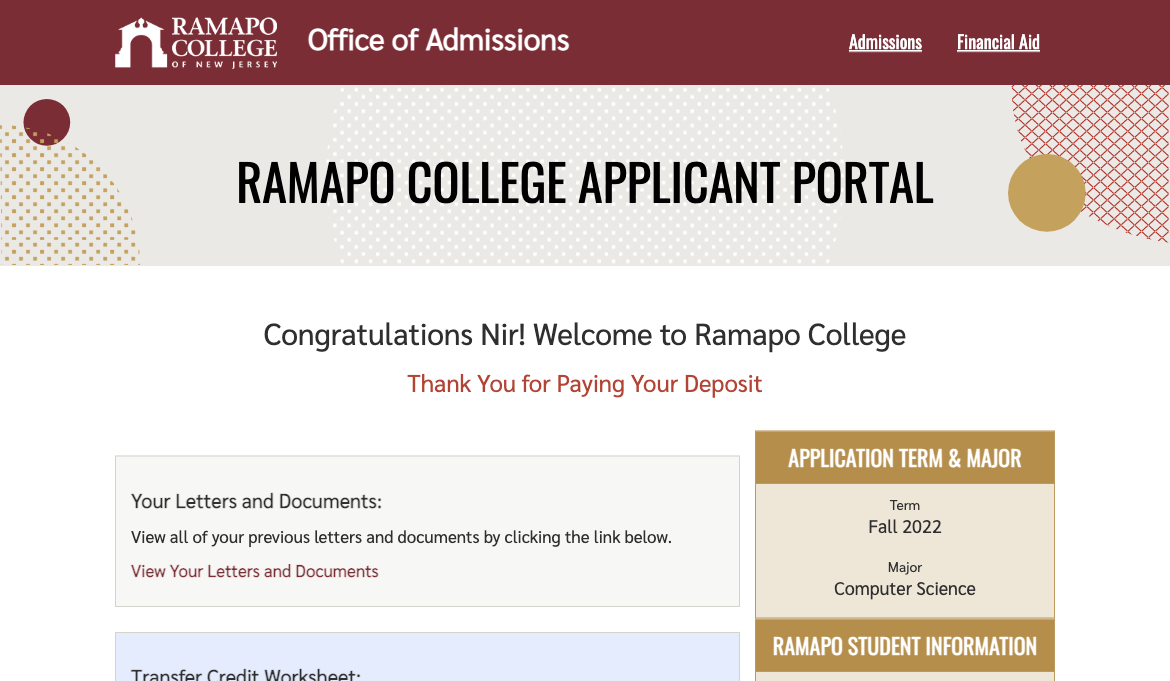 RAMAPO
COLLEGE
OF NEW JERSEY
Office of Admissions
Admissions
Financial Aid
RAMAPO COLLEGE APPLICANT PORTAL
Congratulations Nir! Welcome to Ramapo College
Thank You for Paying Your Deposit
Your Letters and Documents:
View all of your previous letters and documents by clicking the link below.
View Your Letters and Documents
Transfer Credit Worksheet:
APPLICATION TERM & MAJOR
Term
Fall 2022
Major
Computer Science
RAMAPO STUDENT INFORMATION